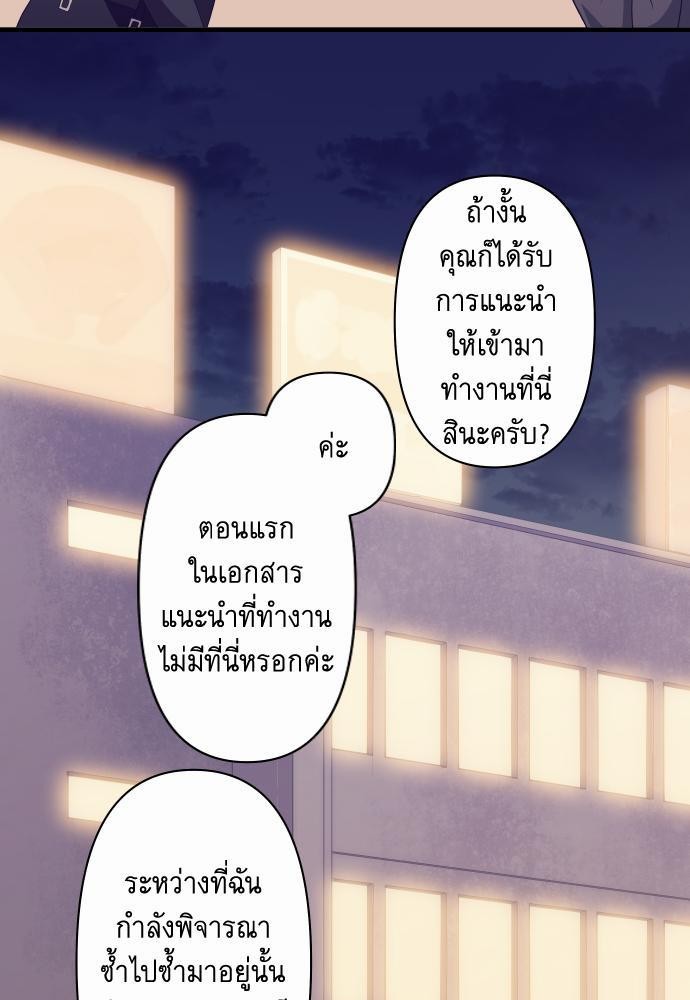 ถ้างั้น
คุณก็ได้รับ
การแนะนำ
ให้เข้ามา
ทำงานที่นี่
สินะครับ?
ค่ะ
ตอนแรก
ในเอกสาร
แนะนำที่ทำงาน
ไม่มีที่นี่หรอกค่ะ
ระหว่างที่ฉัน
กำลังพิจารณา
ซ้ำไปซ้ำมาอยู่นั้น